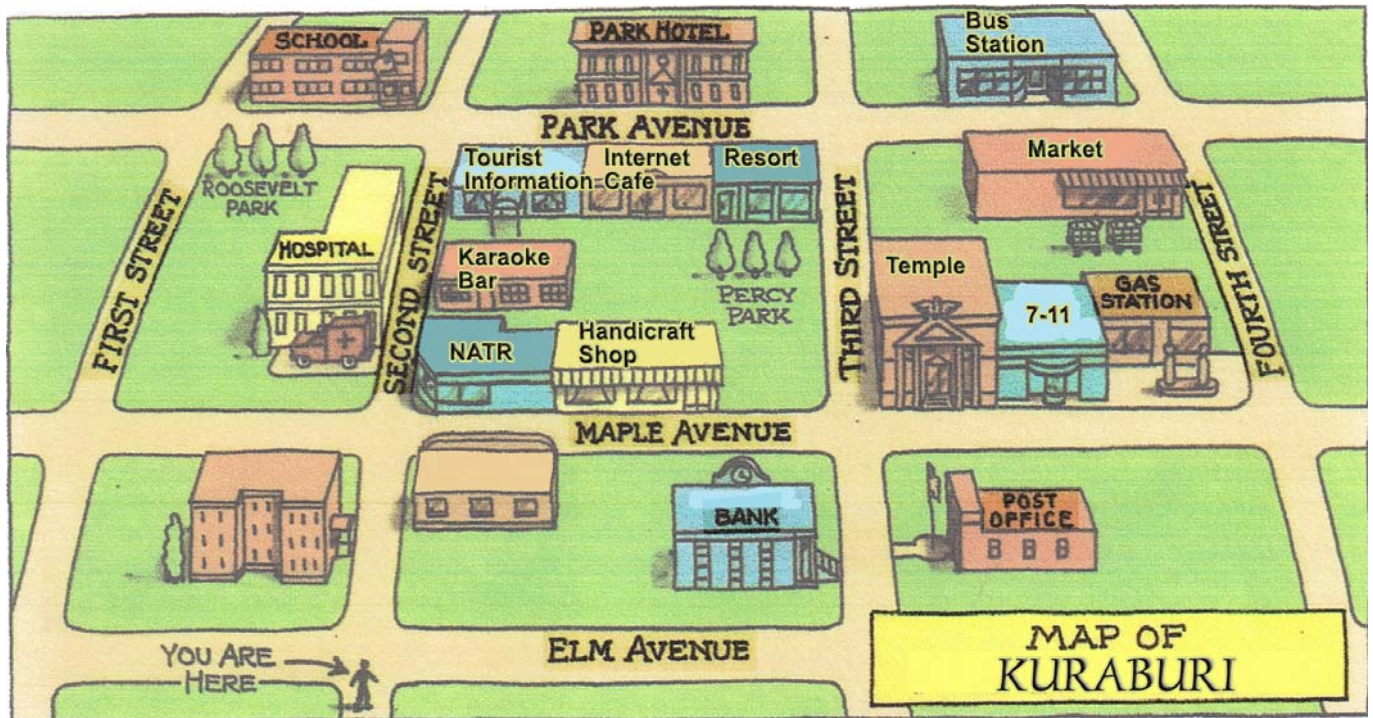 SCHOOL
PARK HOTEL
Bus
Station
PARK AVENUE
ROOSEVELT
PARK
Tourist
Information
Internet
Cafe
Resort
Market
FIRST STREET
HOSPITAL
SECOND STREET
Karaoke
Bar
PERCY
PARK
THIRD STREET
Temple
7-11
GAS
STATION
FOURTH STREET
NATR
Handicraft
Shop
MAPLE AVENUE
BANK
POST
OFFICE
YOU ARE
HERE
ELM AVENUE
MAP OF
KURABURI